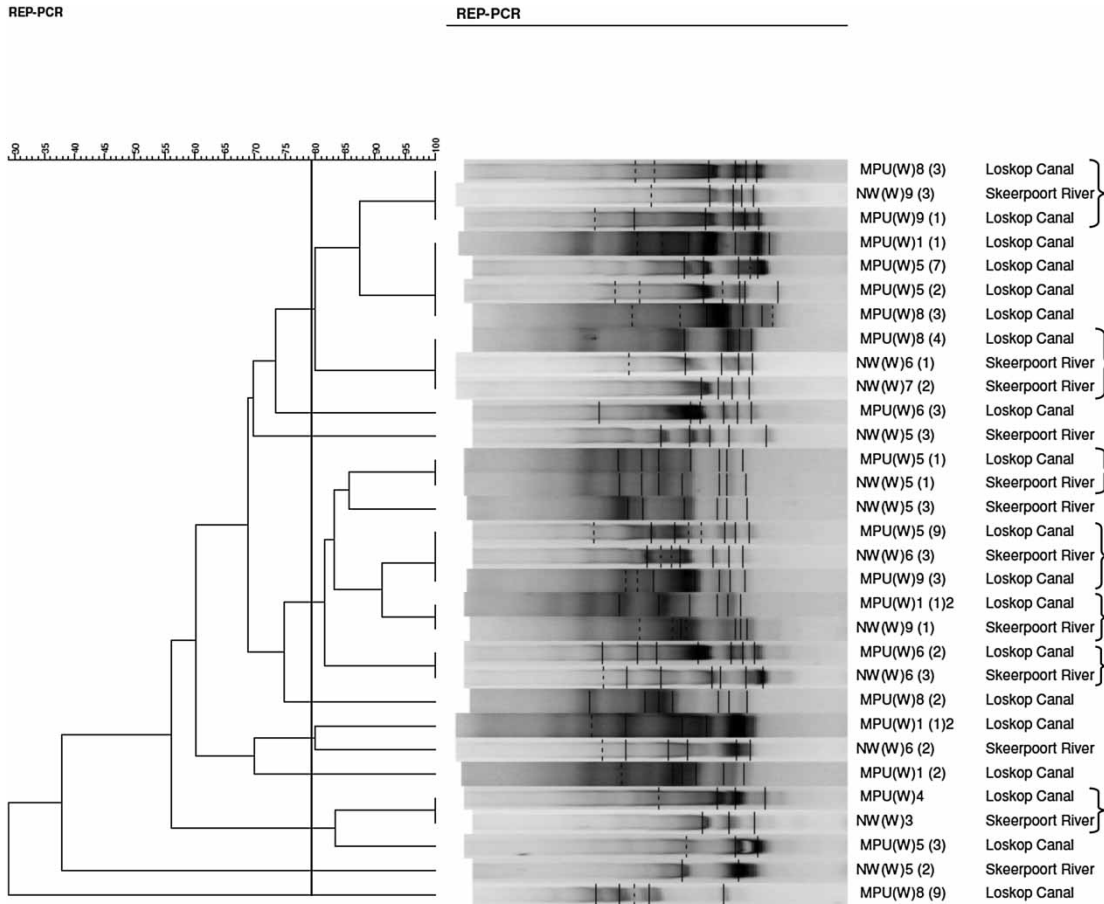 REP-PCR REP-PCR
30 35 40 45 50 55 60 65 70 75 80 85 90 95 100
MPU(W)8 (3) Loskop Canal
NW(W)9 (3) Skeerpoort River
MPU(W)9 (1) Loskop Canal
MPU(W)1 (1) Loskop Canal
MPU(W)5 (7) Loskop Canal
MPU(W)5 (2) Loskop Canal
MPU(W)8 (3) Loskop Canal
MPU(W)8 (4) Loskop Canal
NW(W)6 (1) Skeerpoort River
NW(W)7 (2) Skeerpoort River
MPU(W)6 (3) Loskop Canal
NW(W)5 (3) Skeerpoort River
MPU(W)5 (1) Loskop Canal
NW(W)5 (1) Skeerpoort River
NW(W)5 (3) Skeerpoort River
MPU(W)5 (9) Loskop Canal
NW(W)6 (3) Skeerpoort River
MPU(W)9 (3) Loskop Canal
MPU(W)1 (1)2 Loskop Canal
NW(W)9 (1) Skeerpoort River
MPU(W)6 (2) Loskop Canal
NW(W)6 (3) Skeerpoort River
MPU(W)8 (2) Loskop Canal
MPU(W)1 (1)2 Loskop Canal
NW(W)6 (2) Skeerpoort River
MPU(W)1 (2) Loskop Canal
MPU(W)4 Loskop Canal
NW(W)3 Skeerpoort River
MPU(W)5 (3) Loskop Canal
NW(W)5 (2) Skeerpoort River
MPU(W)8 (9) Loskop Canal